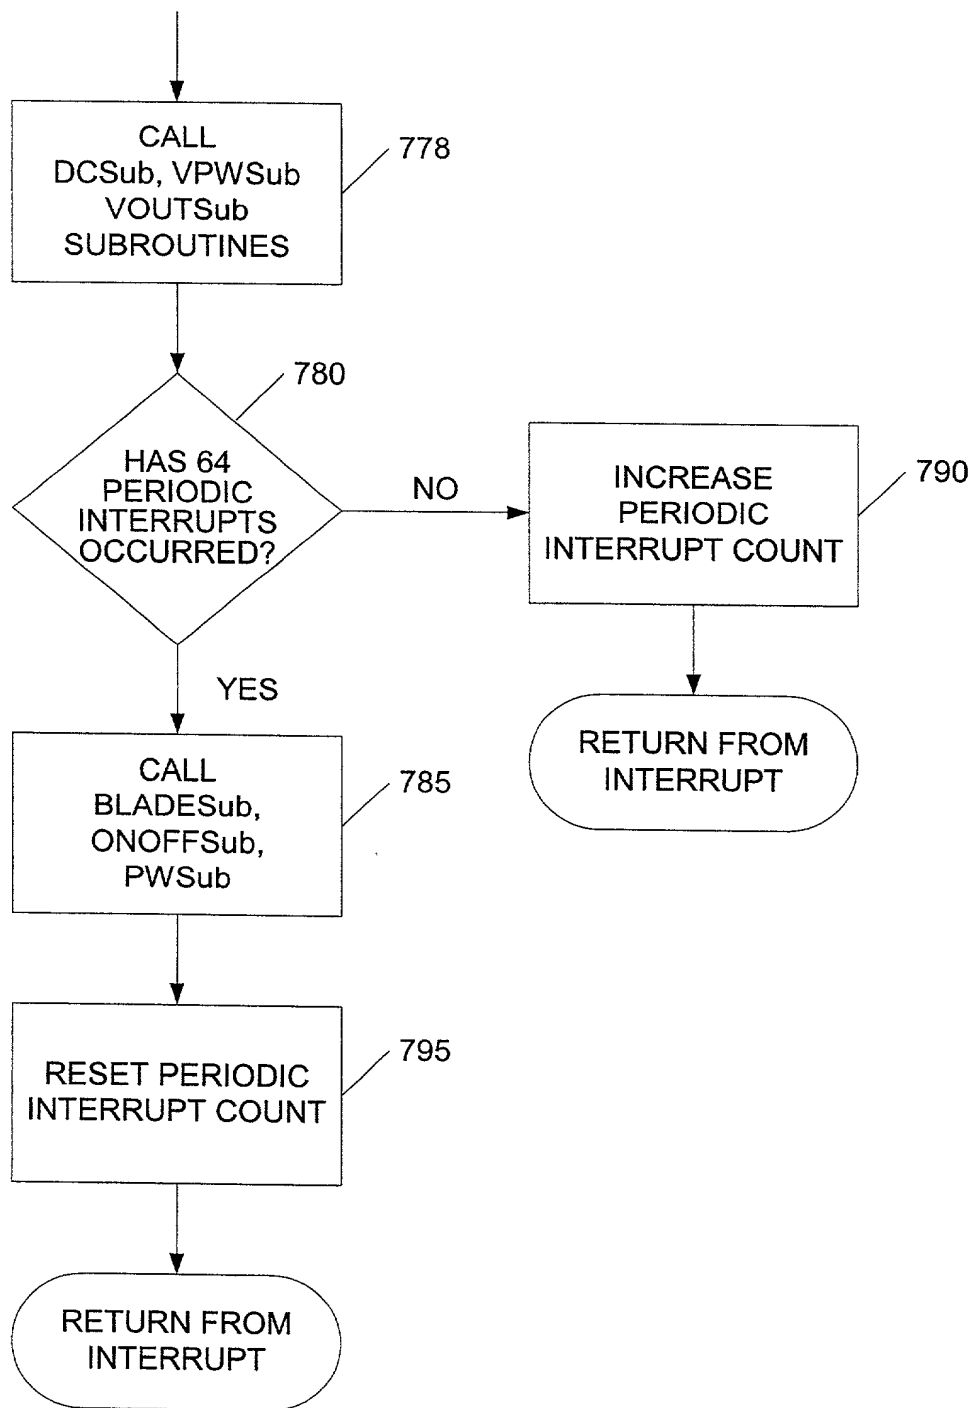 CALL
DCSub, VPWSub
VOUTSub
SUBROUTINES
778
780
HAS 64
PERIODIC
INTERRUPTS
OCCURRED?
NO
INCREASE
PERIODIC
INTERRUPT COUNT
790
RETURN FROM
INTERRUPT
YES
CALL
BLADESub,
ONOFFSub,
PWSub
785
RESET PERIODIC
INTERRUPT COUNT
795
RETURN FROM
INTERRUPT